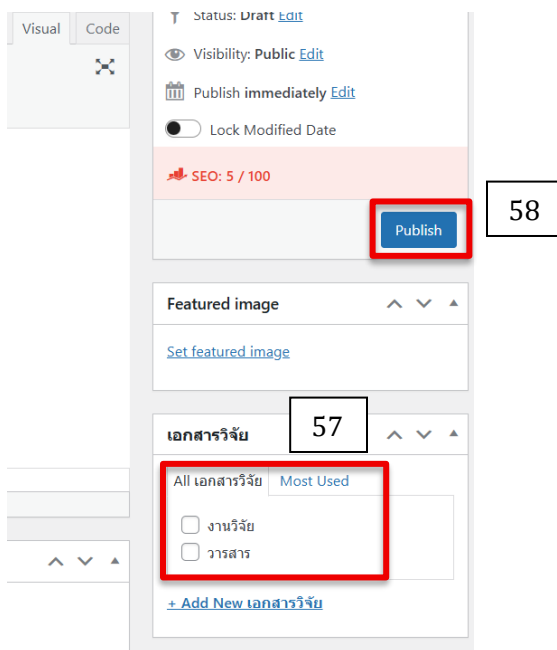 Visual Code
Status: Draft Edit
Visibility: Public Edit
Publish immediately Edit
Lock Modified Date
SEO: 5 / 100
58
Publish
Featured image
Set featured image
57
เอกสารวิจัย
All เอกสารวิจัย Most Used
งานวิจัย
วารสาร
+ Add New เอกสารวิจัย